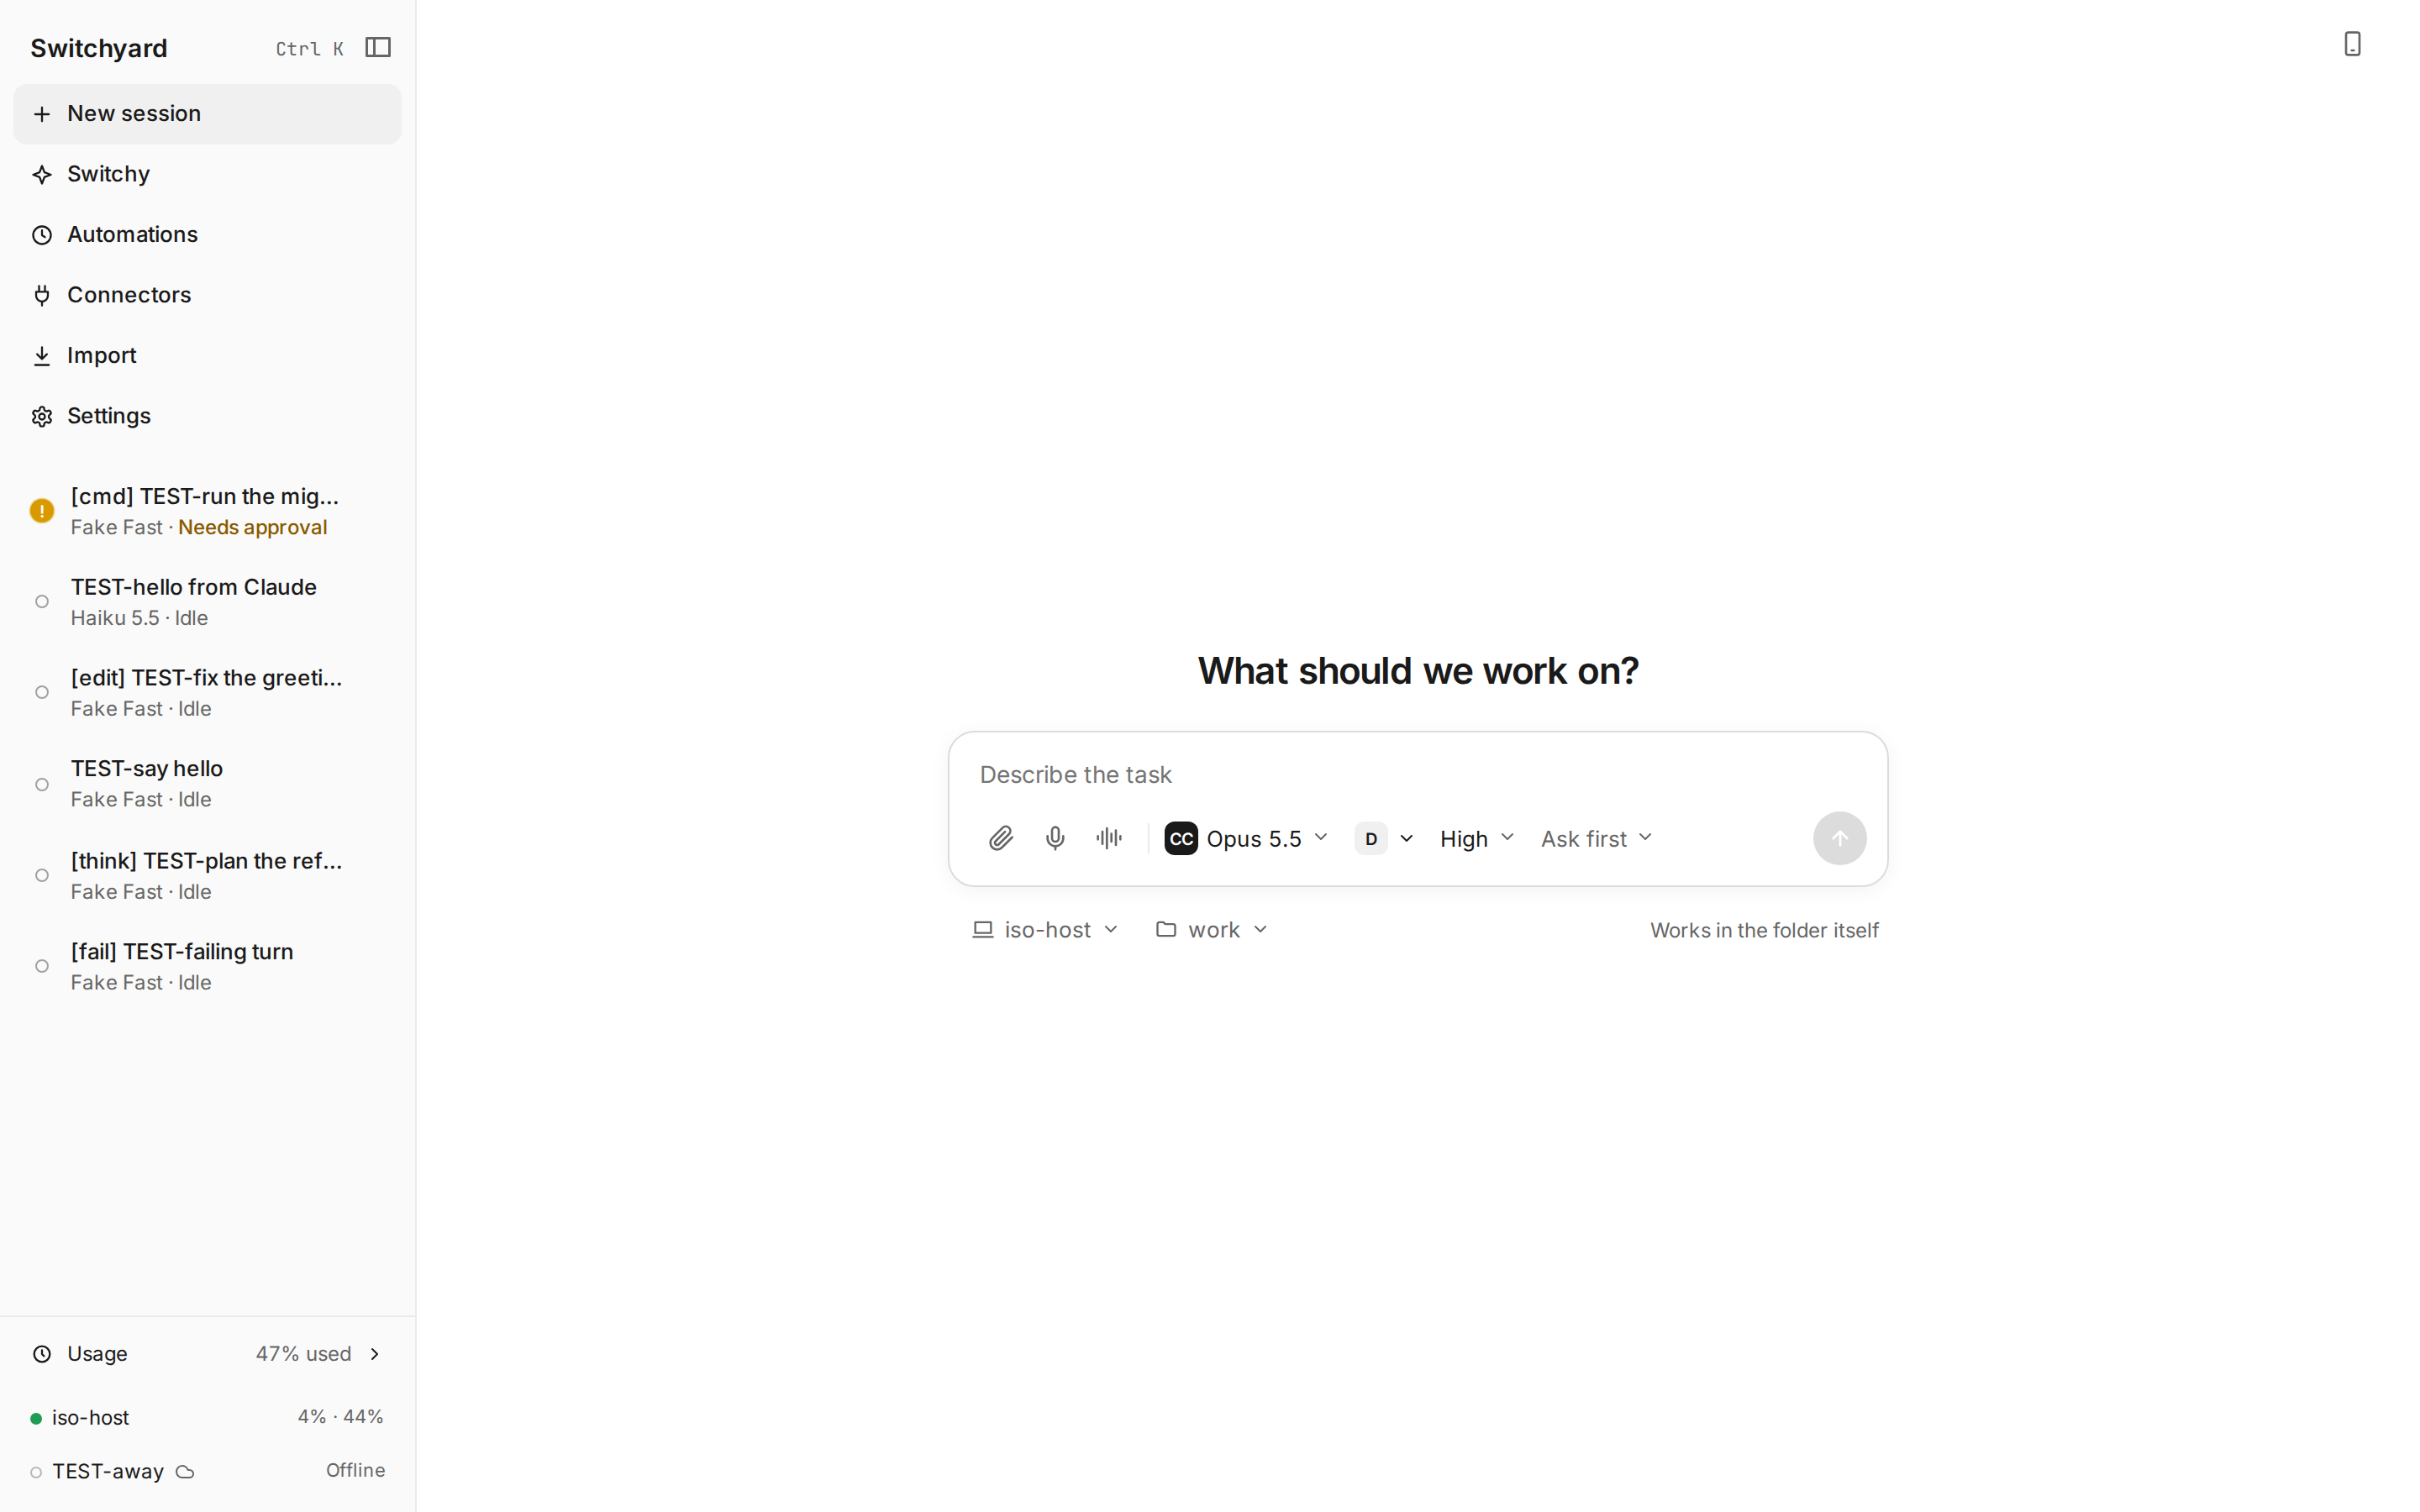 Switchyard Ctrl K
New session
Switchy
Automations
Connectors
Import
Settings
[cmd] TEST-run the mig...
Fake Fast · Needs approval
TEST-hello from Claude
Haiku 5.5 · Idle
[edit] TEST-fix the greeti...
Fake Fast · Idle
TEST-say hello
Fake Fast · Idle
[think] TEST-plan the ref...
Fake Fast · Idle
[fail] TEST-failing turn
Fake Fast · Idle
Usage 47% used
iso-host 4% · 44%
TEST-away Offline
What should we work on?
Describe the task
CC Opus 5.5 D High Ask first
iso-host work Works in the folder itself